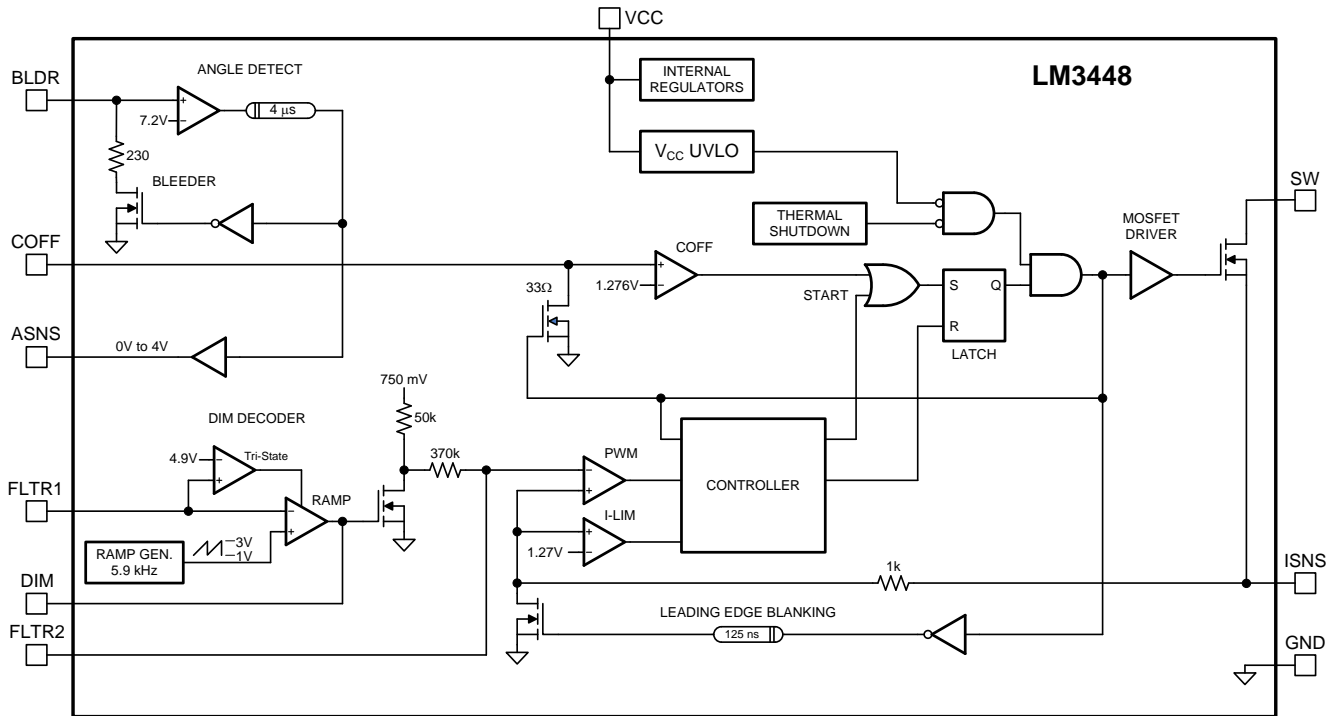 VCC
LM3448
BLDR
ANGLE DETECT
INTERNAL
REGULATORS
7.2V
4 µs
230
BLEEDER
VCC UVLO
THERMAL
SHUTDOWN
MOSFET
DRIVER
SW
COFF
COFF
1.276V
33Ω
START
S
Q
R
LATCH
ASNS
0V to 4V
750 mV
50k
370k
DIM DECODER
4.9V
Tri-State
PWM
CONTROLLER
FLTR1
RAMP
I-LIM
1.27V
RAMP GEN.
5.9 kHz
3V
1V
DIM
1k
ISNS
FLTR2
LEADING EDGE BLANKING
125 ns
GND
+
−
+
−
−
+
−
+
−
+
+
−